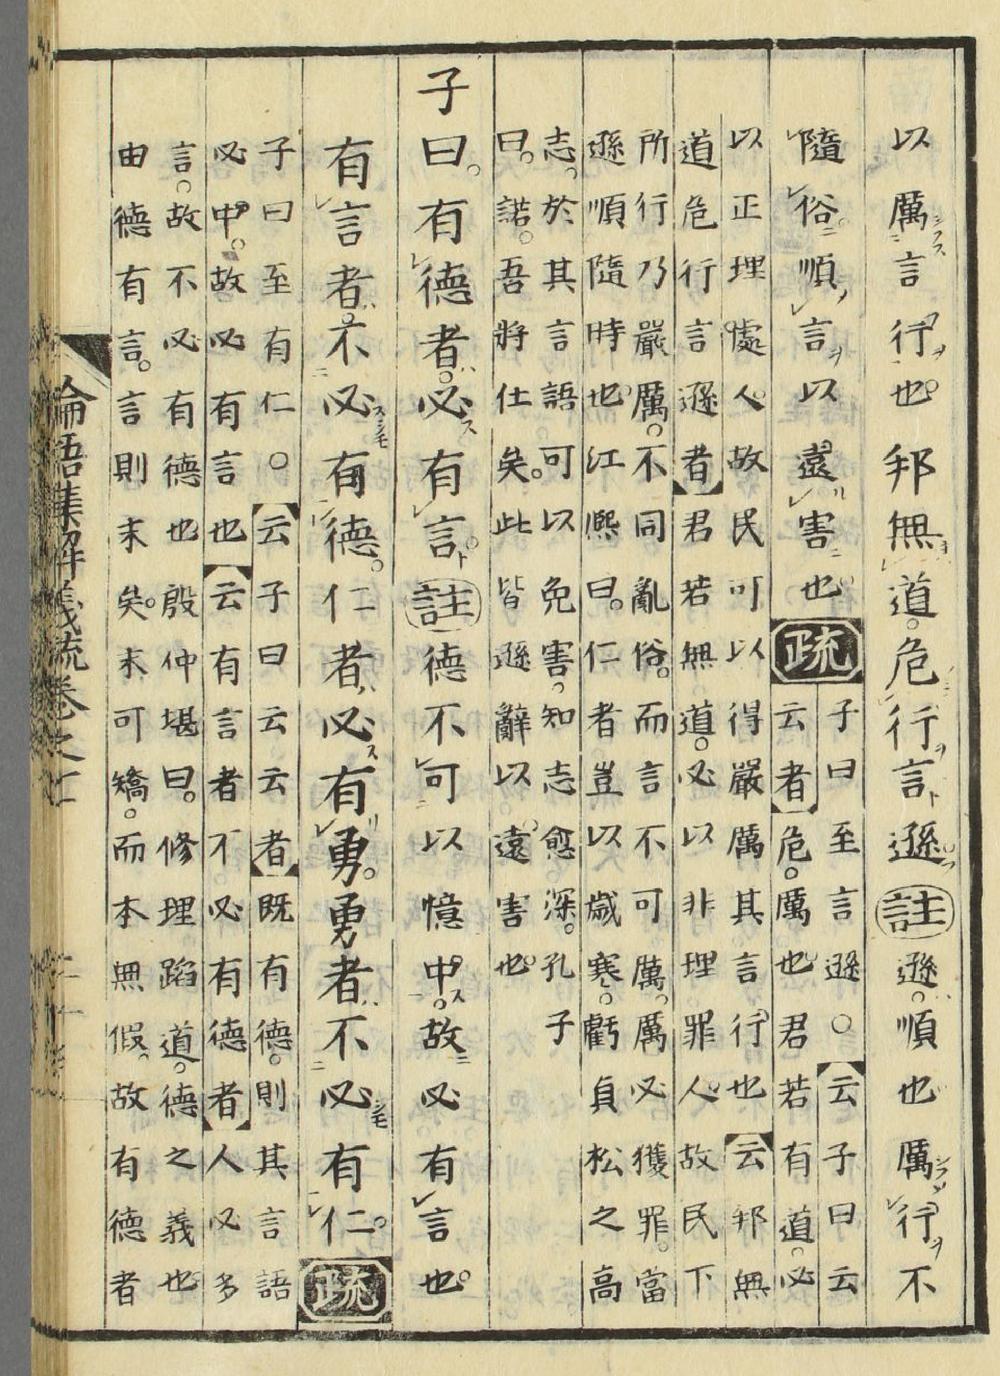 以厲言行也邦無道危行言遜註遜順也厲行不
隨俗順言以遠害也疏
子曰至言遜○云子曰云
云者危厲也君若有道必
以正理處人故民可以得嚴厲其言行也云邦無
道危行言遜者君若無道必以非理罪人故民下
所行乃嚴厲不同亂俗而言不可厲厲必獲罪當
遜順隨時也江熈曰仁者豈以歲寒虧貞松之高
志於其言語可以免害知志愈深孔子
曰諾吾將仕矣此皆遜辭以遠害也
子曰有德者必有言註德不可以憶中故必有言也
有言者不必有德仁者必有勇勇者不必有仁疏
子曰至有仁○云子曰云云者既有德則其言語
必中故必有言也云有言者不必有德者人必多
言故不必有德也殷仲堪曰修理蹈道德之義也
由德有言言則末矣末可矯而本無假故有德者
論語集解義疏卷之七